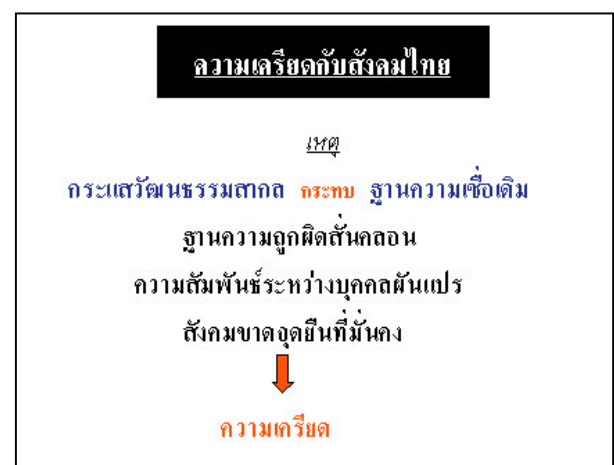 ความเครียดกับสังคมไทย
เหตุ
กระแสวัฒนธรรมสากล กระทบ ฐานความเชื่อเดิม
ฐานความถูกผิดสั่นคลอน
ความสัมพันธ์ระหว่างบุคคลผันแปร
สังคมขาดจุดยืนที่มั่นคง
ความเครียด